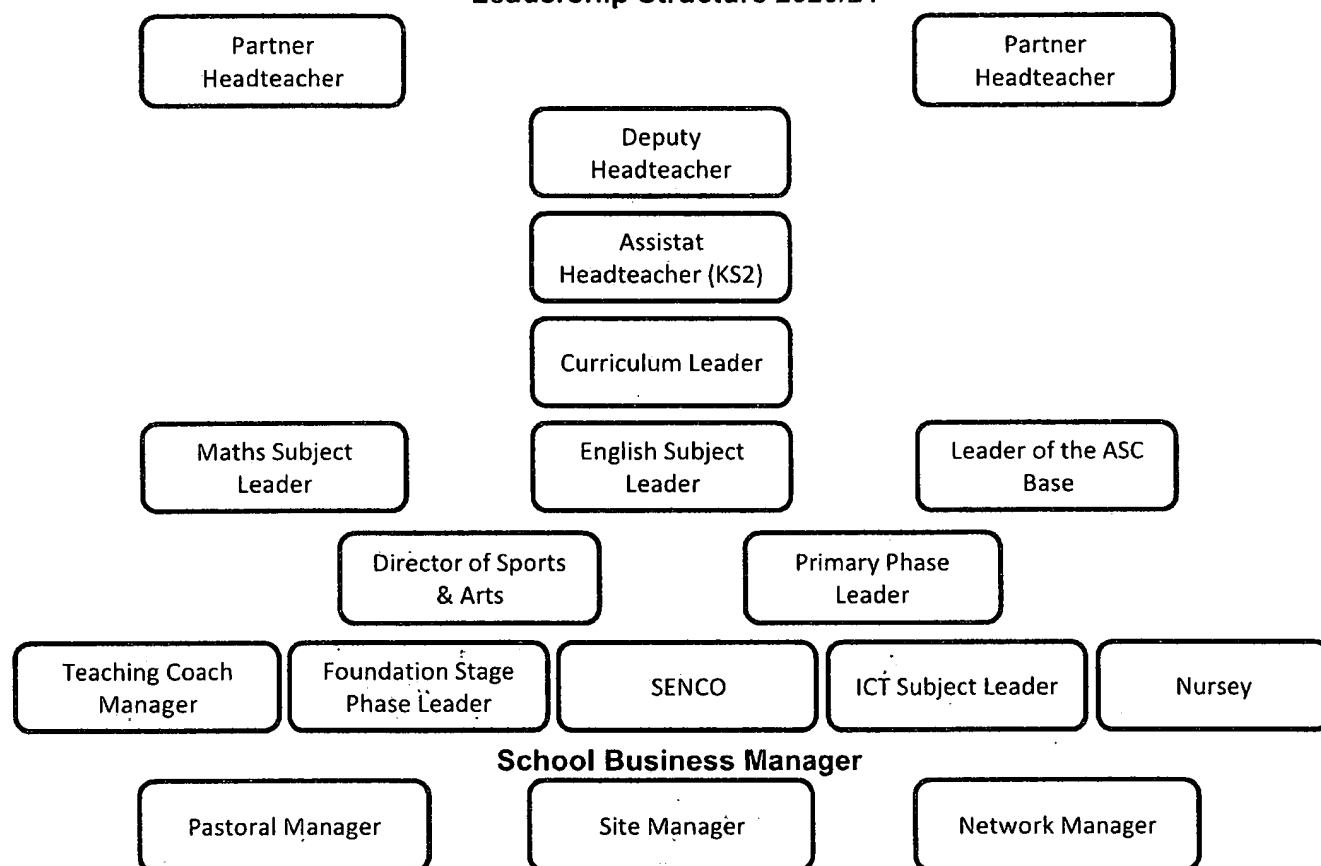 Leadership Structure
Partner
Headteacher
Partner
Headteacher
Deputy
Headteacher
Assistat
Headteacher (KS2)
Curriculum Leader
Maths Subject
Leader
English Subject
Leader
Leader of the ASC
Base
Director of Sports
& Arts
Primary Phase
Leader
Teaching Coach
Manager
Foundation Stage
Phase Leader
SENCO
ICT Subject Leader
Nursey
School Business Manager
Pastoral Manager
Site Manager
Network Manager